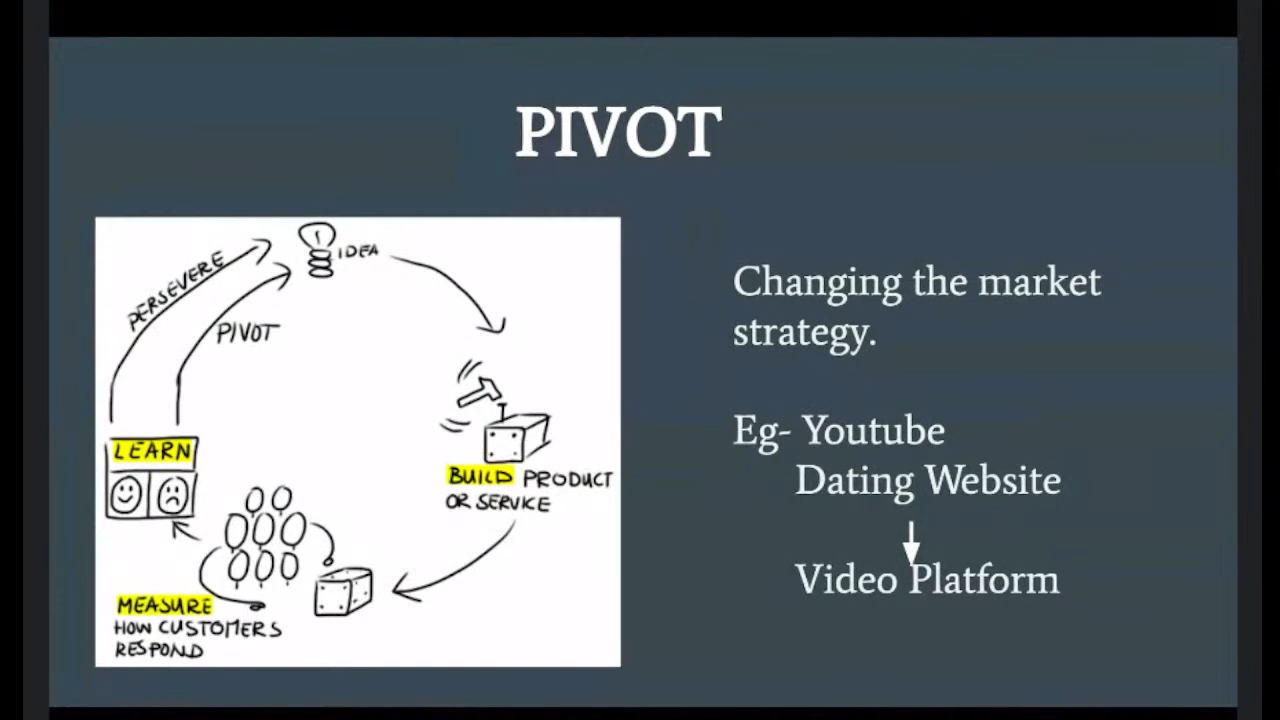 PIVOT
IDEA
PERSEVERE
PIVOT
LEARN
BUILD PRODUCT
OR SERVICE
MEASURE
HOW CUSTOMERS
RESPOND
Changing the market
strategy.
Eg- Youtube
Dating Website
Video Platform